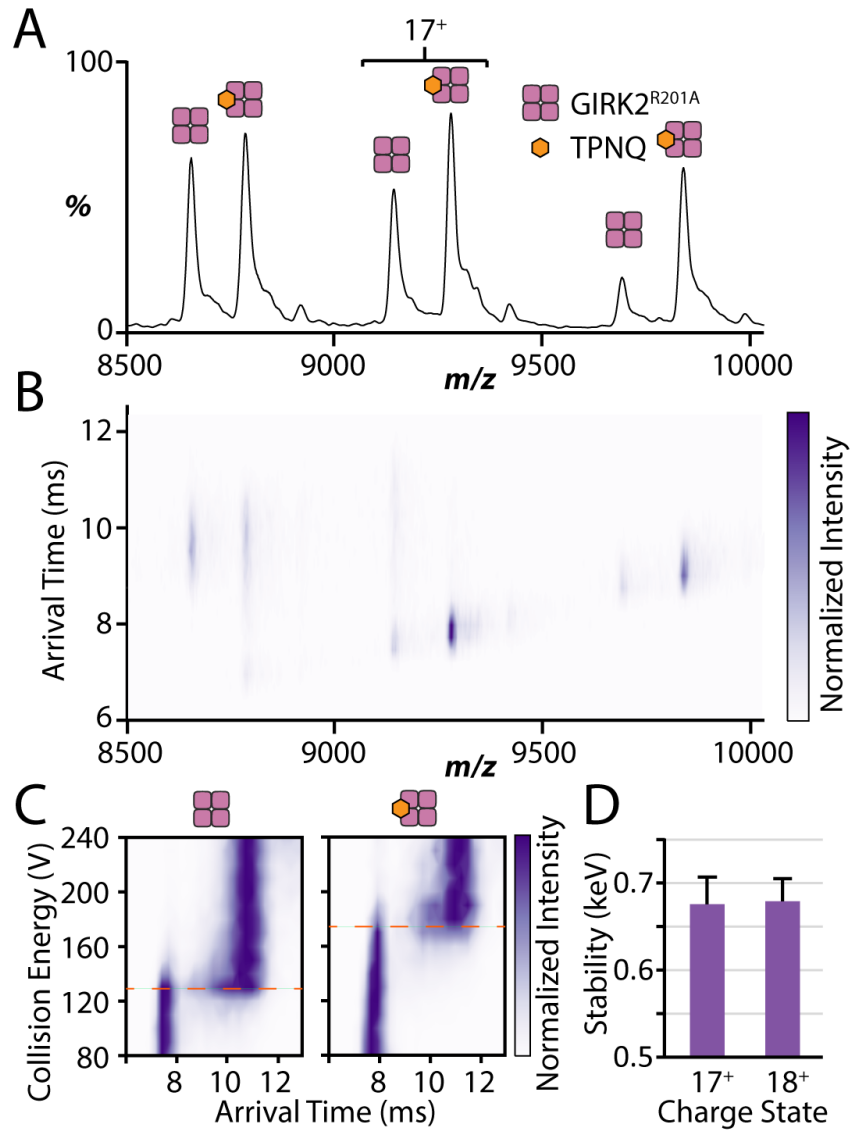 A
17⁺
100
%
0
GIRK2ᴿ²⁰¹ᴬ
TPNQ
8500
9000
9500
10000
m/z
B
12
10
8
6
Arrival Time (ms)
8500
9000
9500
10000
m/z
Normalized Intensity
C
240
200
160
120
80
Collision Energy (V)
8
10
12
8
10
12
Arrival Time (ms)
Normalized Intensity
D
0.7
0.6
0.5
Stability (keV)
17⁺
18⁺
Charge State